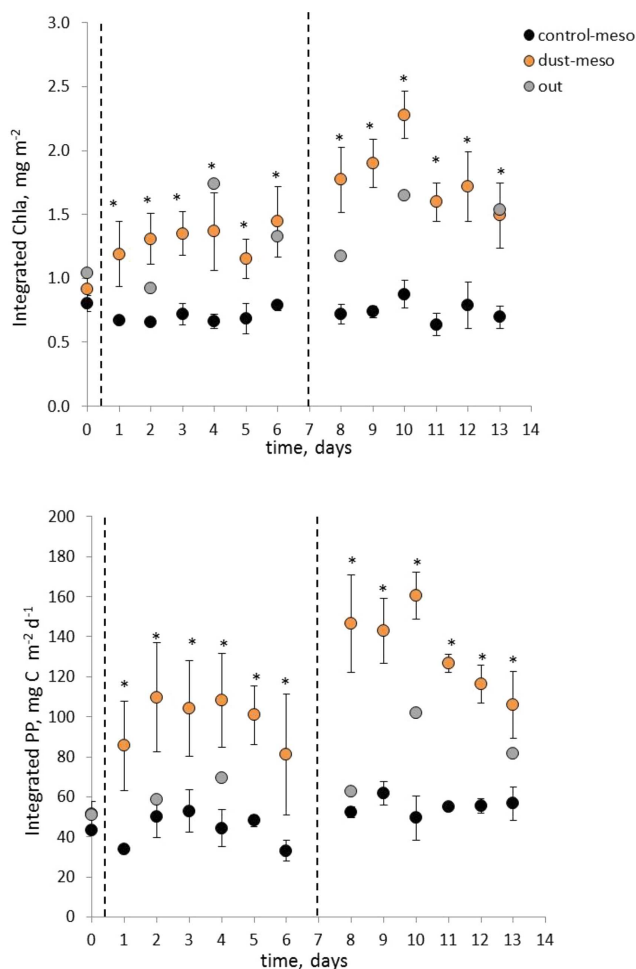 3.0
control-meso
dust-meso
out
2.5
2.0
1.5
1.0
0.5
0.0
Integrated Chla, mg m⁻²
* * * * * * * * * * * *
0 1 2 3 4 5 6 7 8 9 10 11 12 13 14
time, days
200
180
160
140
120
100
80
60
40
20
0
Integrated PP, mg C m⁻² d⁻¹
* * * * * * * * * * * *
0 1 2 3 4 5 6 7 8 9 10 11 12 13 14
time, days